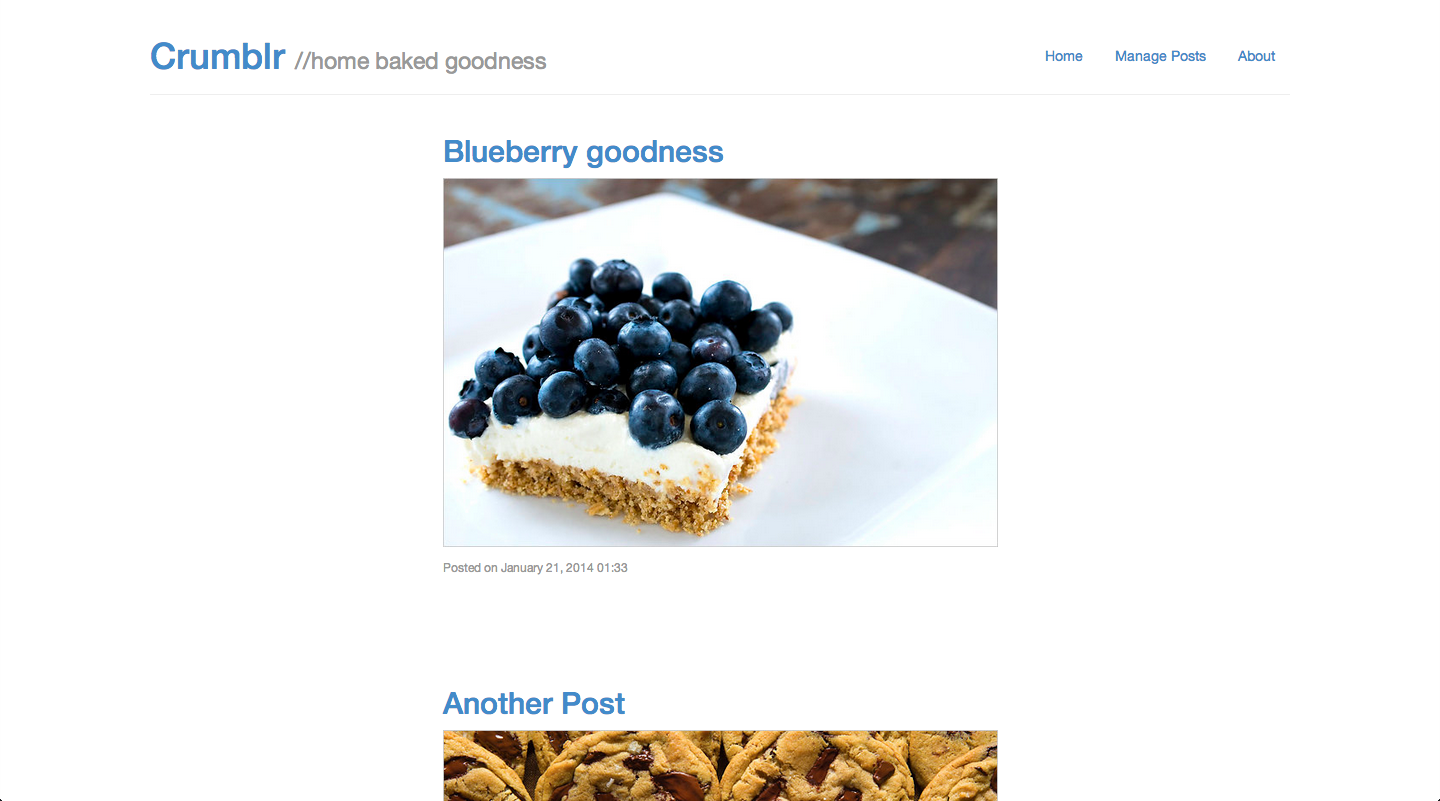 Crumblr //home baked goodness
Home Manage Posts About
Blueberry goodness
Posted on January 21, 2014 01:33
Another Post